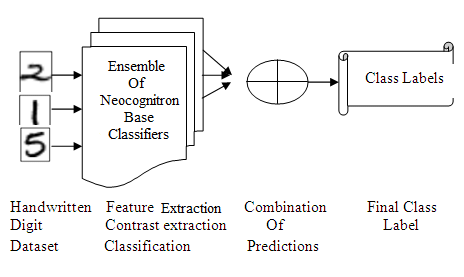 2
1
5
Ensemble
Of
Neocognitron
Base
Classifiers
Class Labels
Handwritten
Digit
Dataset
Feature Extraction
Contrast extraction
Classification
Combination
Of
Predictions
Final Class
Label